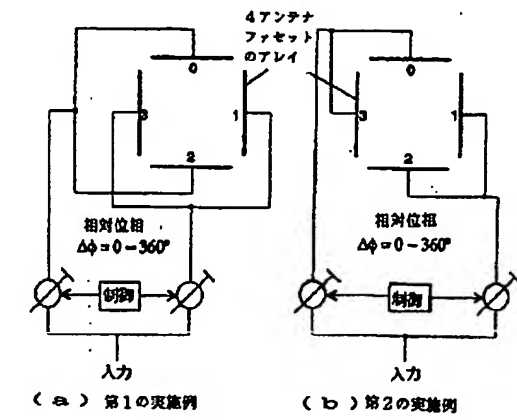 4アンテナ
ファセット
のアレイ
0
3
1
2
相対位相
Δφ=0-360°
制御
入力
(a) 第1の実施例
0
3
1
2
相対位相
Δφ=0-360°
制御
入力
(b) 第2の実施例